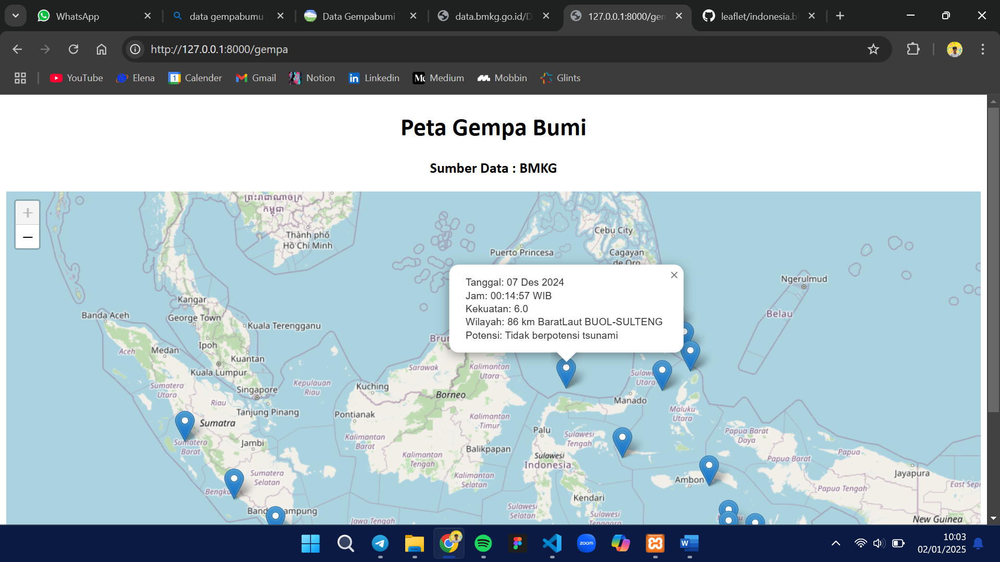 WhatsApp
data gempabumu
Data Gempabumi
data.bmkg.go.id/D
127.0.0.1:8000/gem
leaflet/indonesia.b
http://127.0.0.1:8000/gempa
YouTube
Elena
1
Calender
Gmail
Notion
in
Linkedin
Medium
Mobbin
Glints
Peta Gempa Bumi
Sumber Data : BMKG
+
−
ព្រះរាជាណាចក្រ
កម្ពុជា
Thành phố
Hồ Chí Minh
Cebu City
Puerto Princesa
Cagayan
de Oro
Tanggal: 07 Des 2024
Jam: 00:14:57 WIB
Kekuatan: 6.0
Wilayah: 86 km BaratLaut BUOL-SULTENG
Potensi: Tidak berpotensi tsunami
Ngerulmud
Belau
Kangar
Banda Aceh
George Town
Kuala Terengganu
Ipoh
Aceh
Medan
Kuantan
Kuala Lumpur
Sarawak
Kalimantan
Utara
Sumatera
Utara
Singapore
Kepulauan
Riau
Kuching
Borneo
Riau
Manado
Utara
Tanjung Pinang
Pontianak
Kalimantan
Timur
Maluku
Utara
Sumatra
Palu
Sulawesi
Tengah
Papua Barat
Daya
Kalimantan
Barat
Sumatera
Barat
Jambi
Balikpapan
Kalimantan
Tengah
Sulawesi
Indonesia
Papua Barat
Papua
Sumatera
Selatan
Kalimantan
Selatan
Ambon
Jayapura
Papua Tengah
East Sepi
Kendari
Sulawesi
Selatan
Sulawesi
Tenggara
Jawa Tengah
New Guinea
zoom
W
10:03
02/01/2025